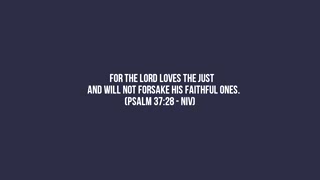 FOR THE LORD LOVES THE JUST
AND WILL NOT FORSAKE HIS FAITHFUL ONES.
(PSALM 37:28 - NIV)